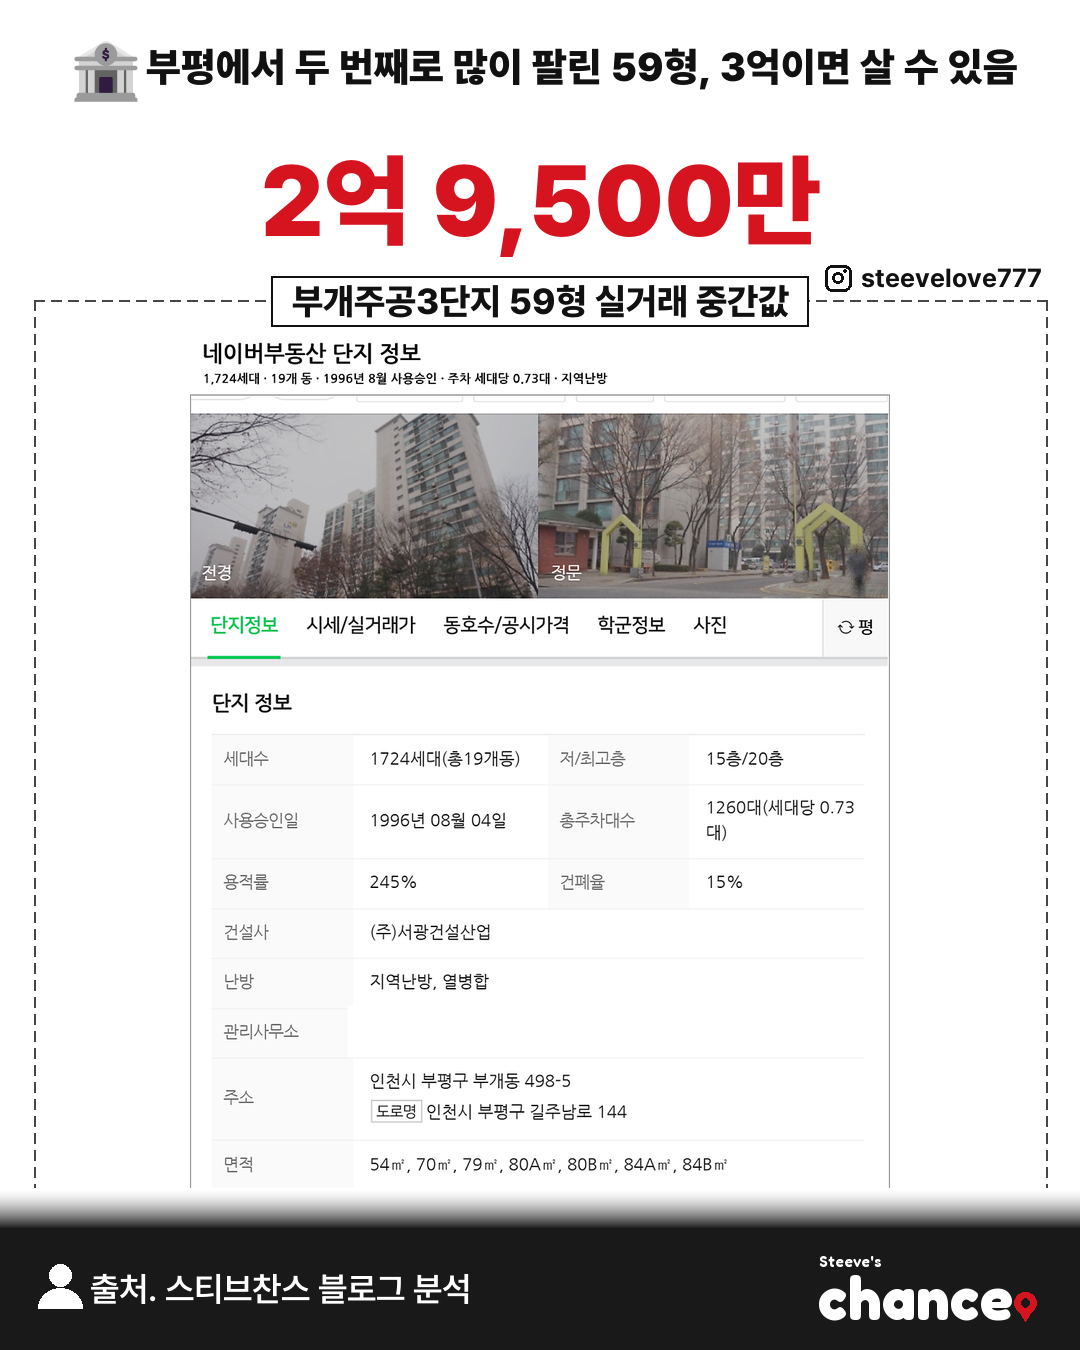 부평에서 두 번째로 많이 팔린 59형, 3억이면 살 수 있음
2억 9,500만
steevelove777
부개주공3단지 59형 실거래 중간값
네이버부동산 단지 정보
1,724세대 · 19개 동 · 1996년 8월 사용승인 · 주차 세대당 0.73대 · 지역난방
전경
정문
단지정보 시세/실거래가 동호수/공시가격 학군정보 사진 평
단지 정보
세대수 1724세대(총19개동) 저/최고층 15층/20층
사용승인일 1996년 08월 04일 총주차대수 1260대(세대당 0.73
대)
용적률 245% 건폐율 15%
건설사 (주)서광건설산업
난방 지역난방, 열병합
관리사무소
주소 인천시 부평구 부개동 498-5
도로명 인천시 부평구 길주남로 144
면적 54㎡, 70㎡, 79㎡, 80A㎡, 80B㎡, 84A㎡, 84B㎡
출처. 스티브찬스 블로그 분석
Steeve's
chance